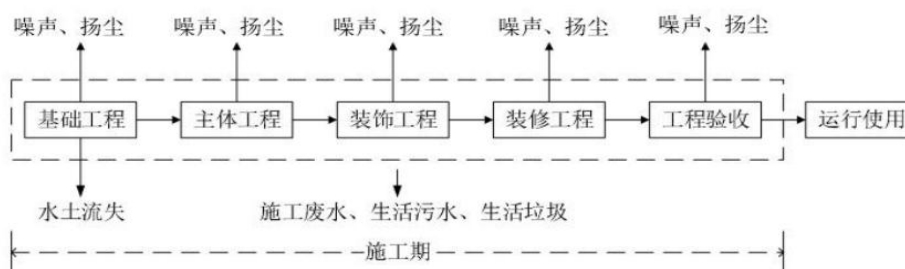 噪声、扬尘 噪声、扬尘 噪声、扬尘 噪声、扬尘 噪声、扬尘
基础工程 主体工程 装饰工程 装修工程 工程验收 运行使用
水土流失 施工废水、生活污水、生活垃圾
施工期